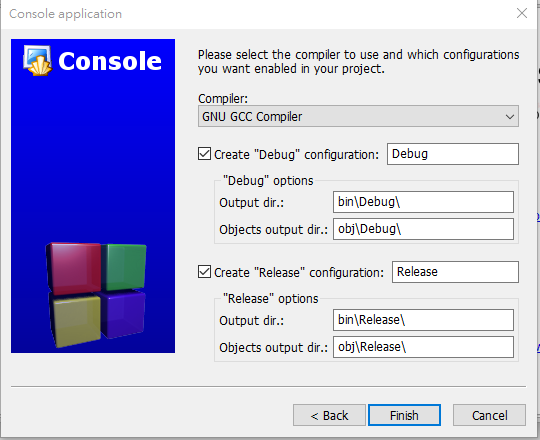 Console application
Console
Please select the compiler to use and which configurations
you want enabled in your project.
Compiler:
GNU GCC Compiler
Create "Debug" configuration: Debug
"Debug" options
Output dir.: bin\Debug\
Objects output dir.: obj\Debug\
Create "Release" configuration: Release
"Release" options
Output dir.: bin\Release\
Objects output dir.: obj\Release\
< Back Finish Cancel